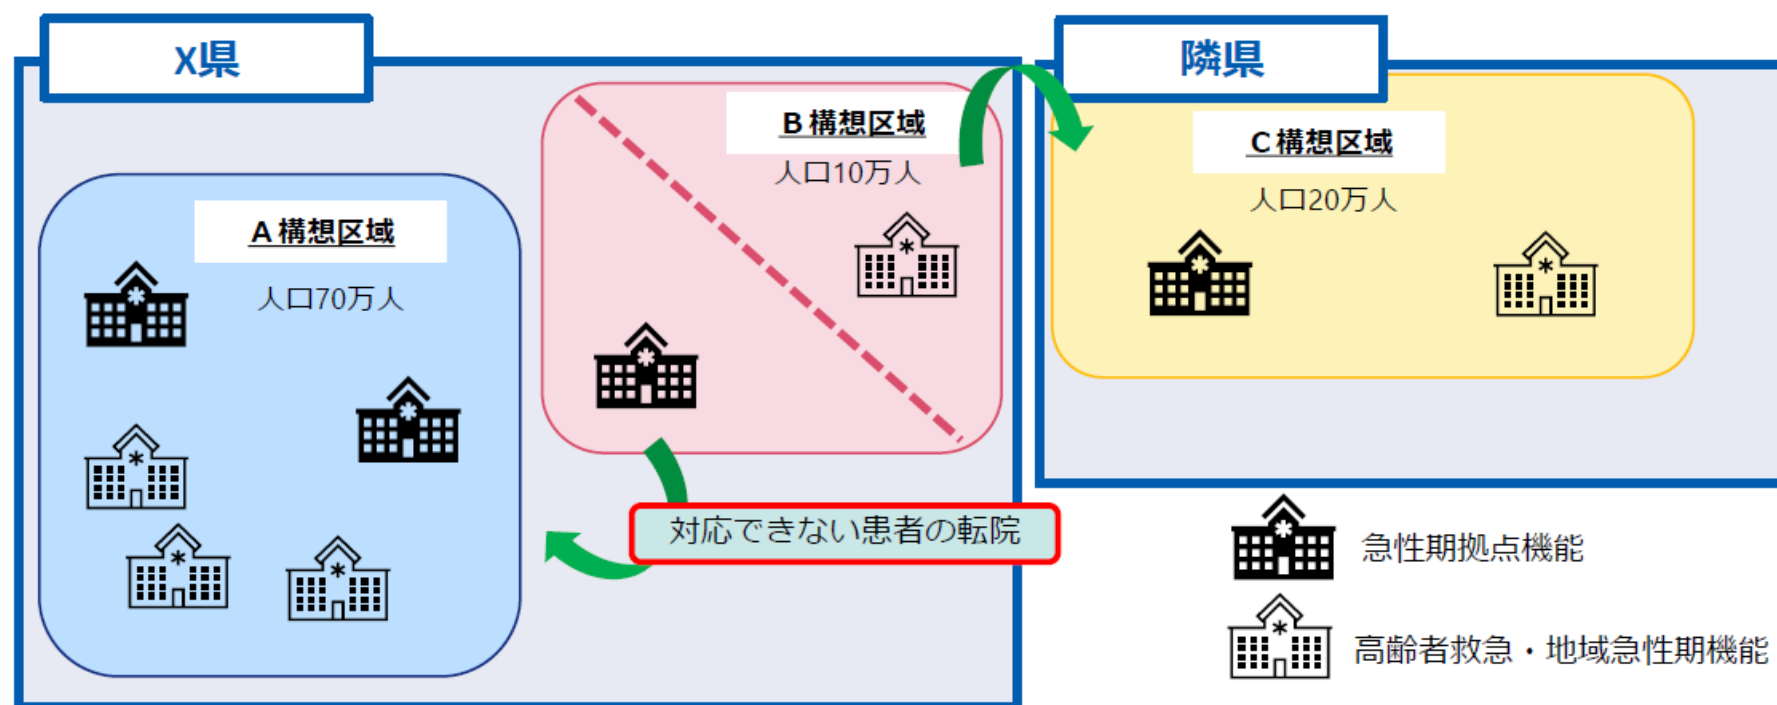 X県
隣県
B構想区域
人口10万人
C構想区域
人口20万人
A構想区域
人口70万人
対応できない患者の転院
急性期拠点機能
高齢者救急・地域急性期機能